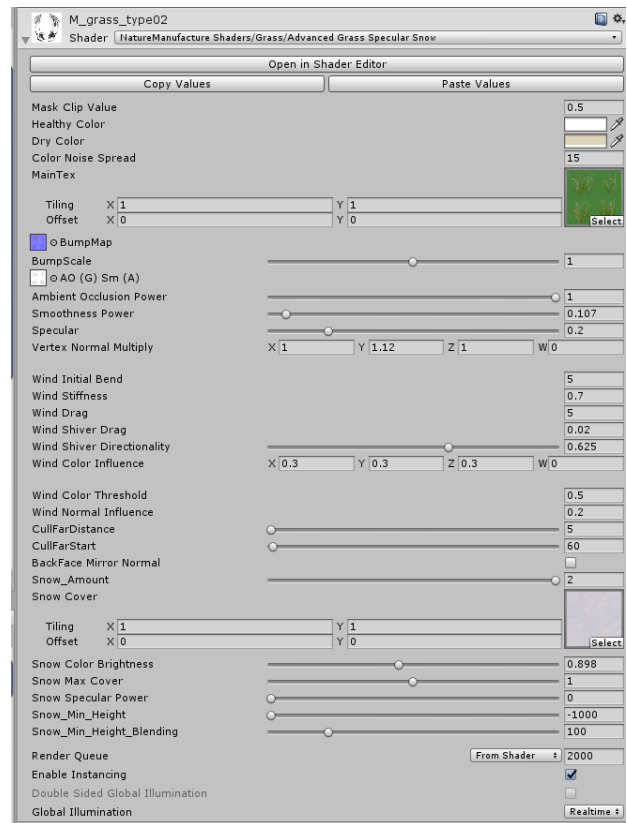 M_grass_type02
Shader NatureManufacture Shaders/Grass/Advanced Grass Specular Snow
Open in Shader Editor
Copy Values Paste Values
Mask Clip Value 0.5
Healthy Color
Dry Color
Color Noise Spread 15
MainTex
Tiling X 1 Y 1
Offset X 0 Y 0
Select
BumpMap
BumpScale 1
AO (G) Sm (A)
Ambient Occlusion Power 1
Smoothness Power 0.107
Specular 0.2
Vertex Normal Multiply X 1 Y 1.12 Z 1 W 0
Wind Initial Bend 5
Wind Stiffness 0.7
Wind Drag 5
Wind Shiver Drag 0.02
Wind Shiver Directionality 0.625
Wind Color Influence X 0.3 Y 0.3 Z 0.3 W 0
Wind Color Threshold 0.5
Wind Normal Influence 0.2
CullFarDistance 5
CullFarStart 60
BackFace Mirror Normal
Snow_Amount 2
Snow Cover
Tiling X 1 Y 1
Offset X 0 Y 0
Select
Snow Color Brightness 0.898
Snow Max Cover 1
Snow Specular Power 0
Snow_Min_Height -1000
Snow_Min_Height_Blending 100
Render Queue From Shader 2000
Enable Instancing
Double Sided Global Illumination
Global Illumination Realtime